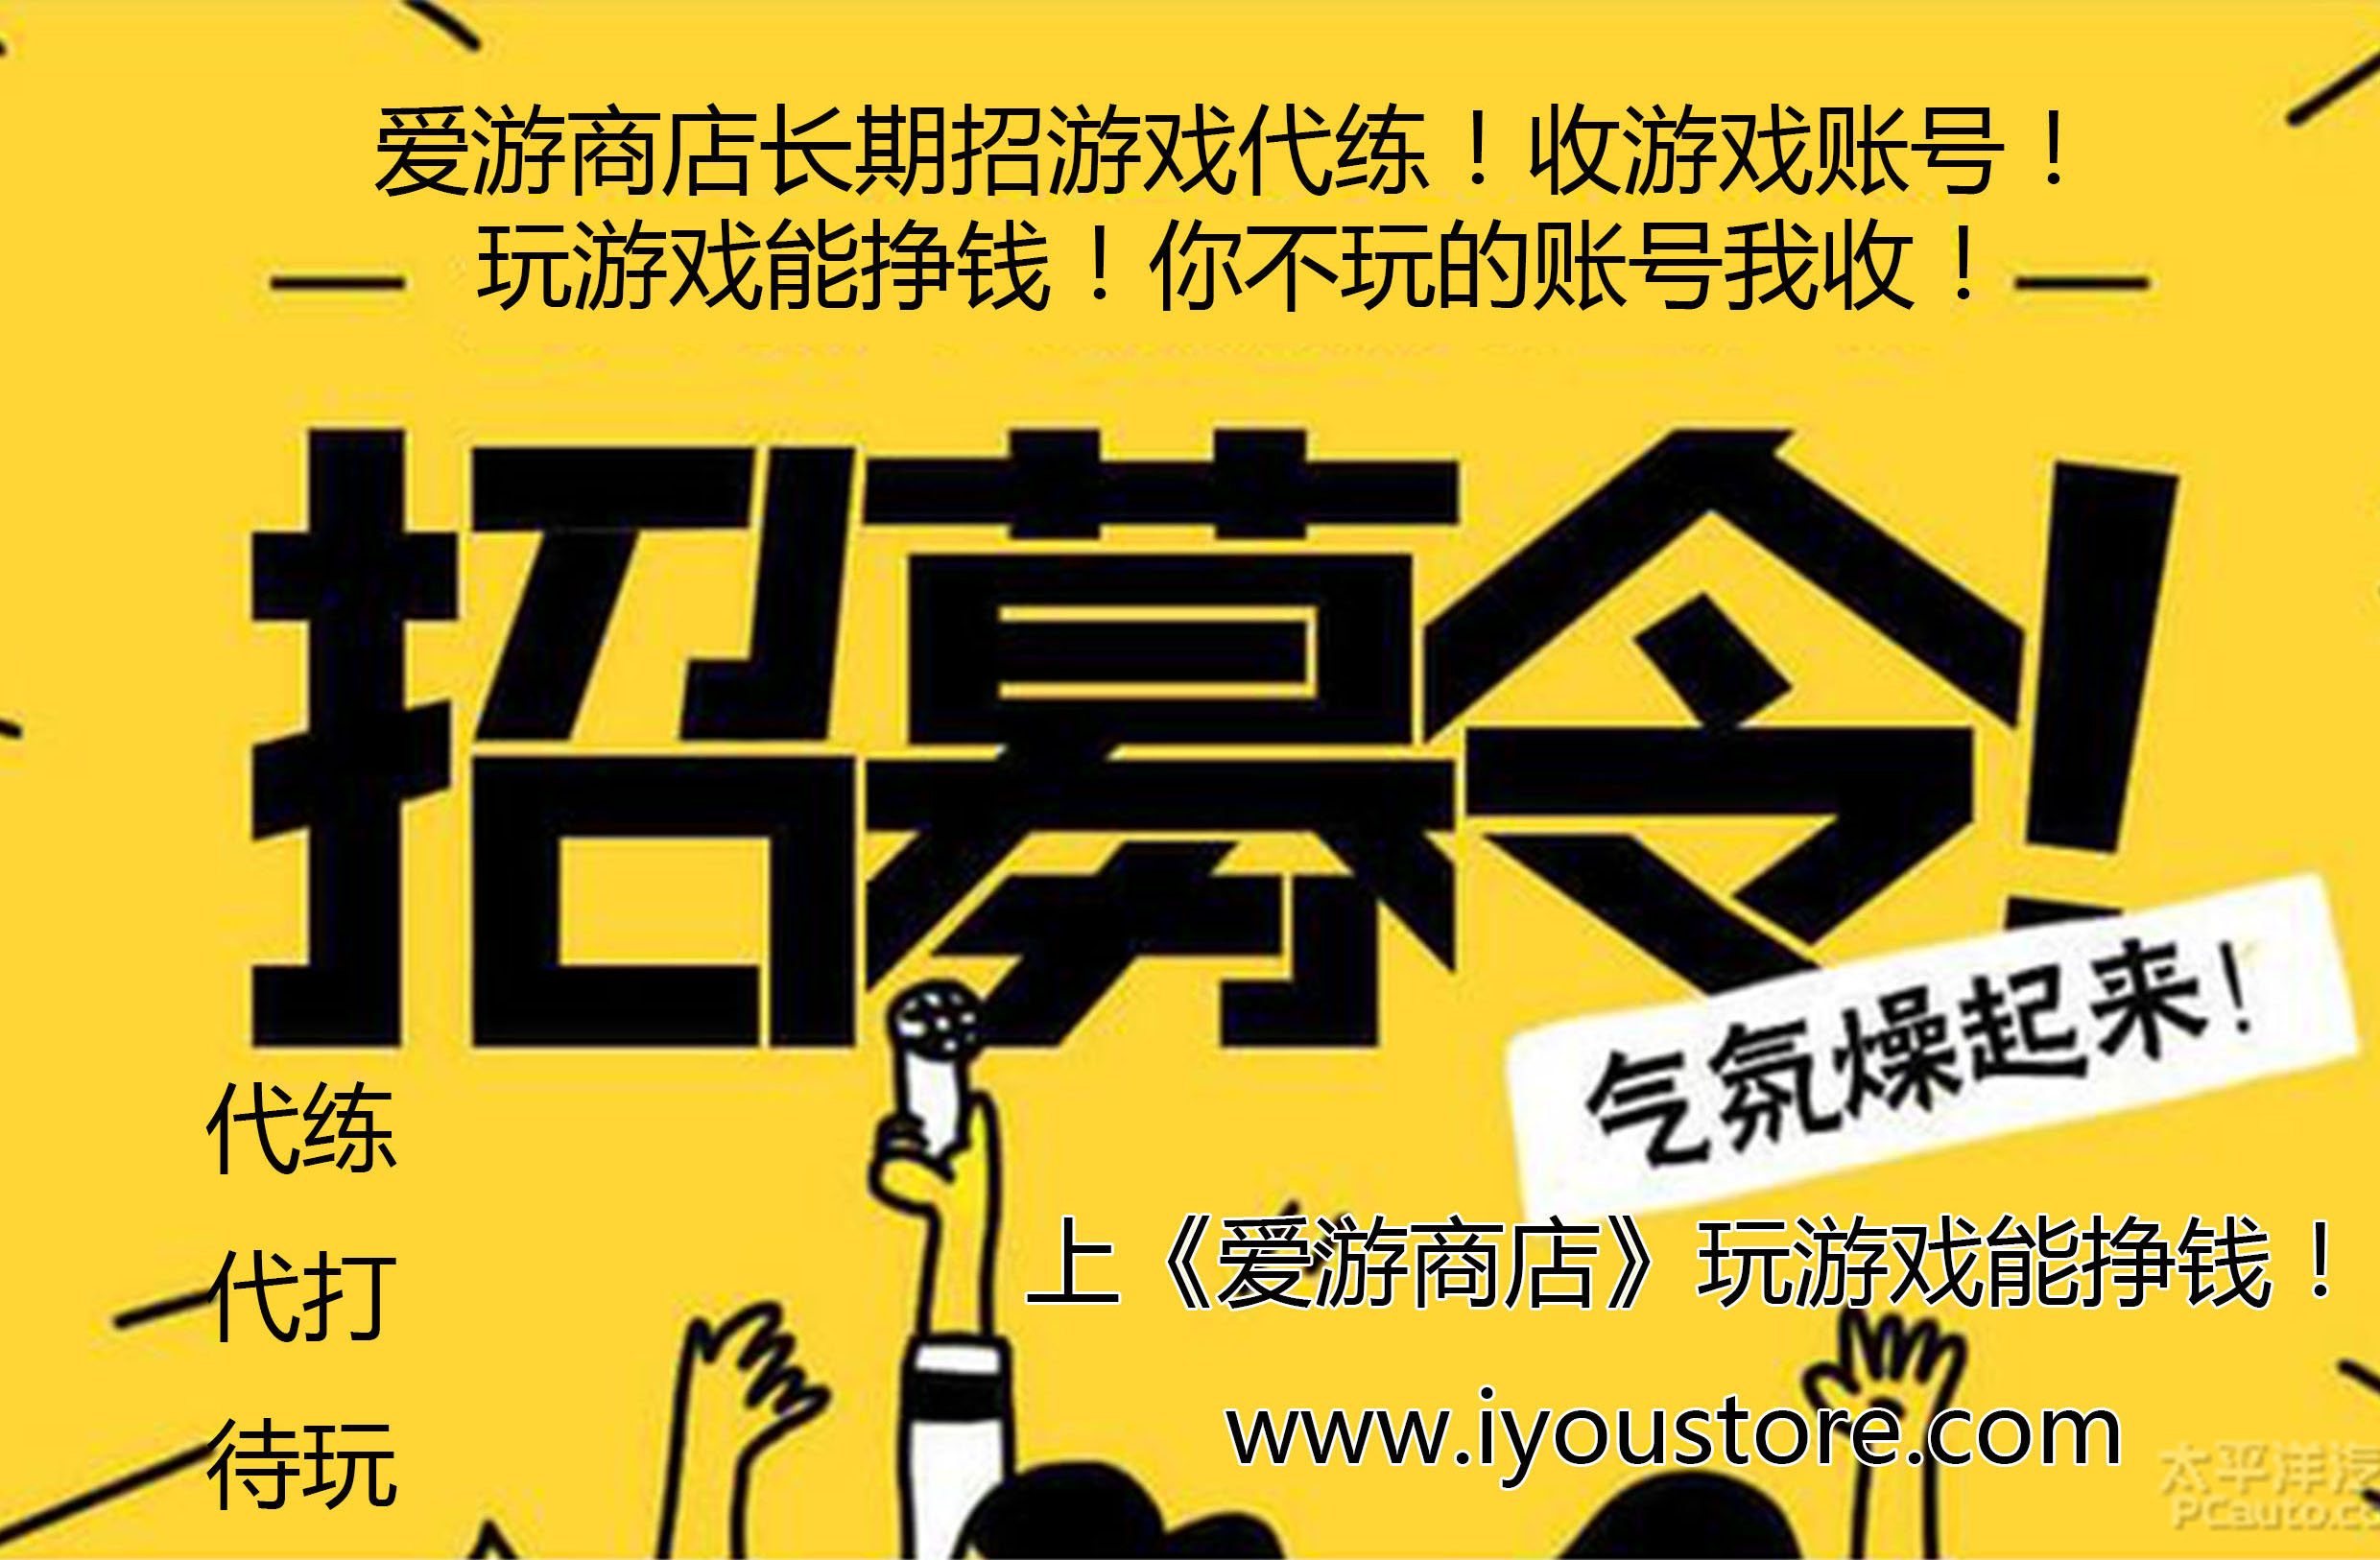 爱游商店长期招游戏代练！收游戏账号！
玩游戏能挣钱！你不玩的账号我收！
招募令！
气氛燥起来！
代练
代打
待玩
上《爱游商店》玩游戏能挣钱！
www.iyoustore.com
太平洋汽
PCauto.co